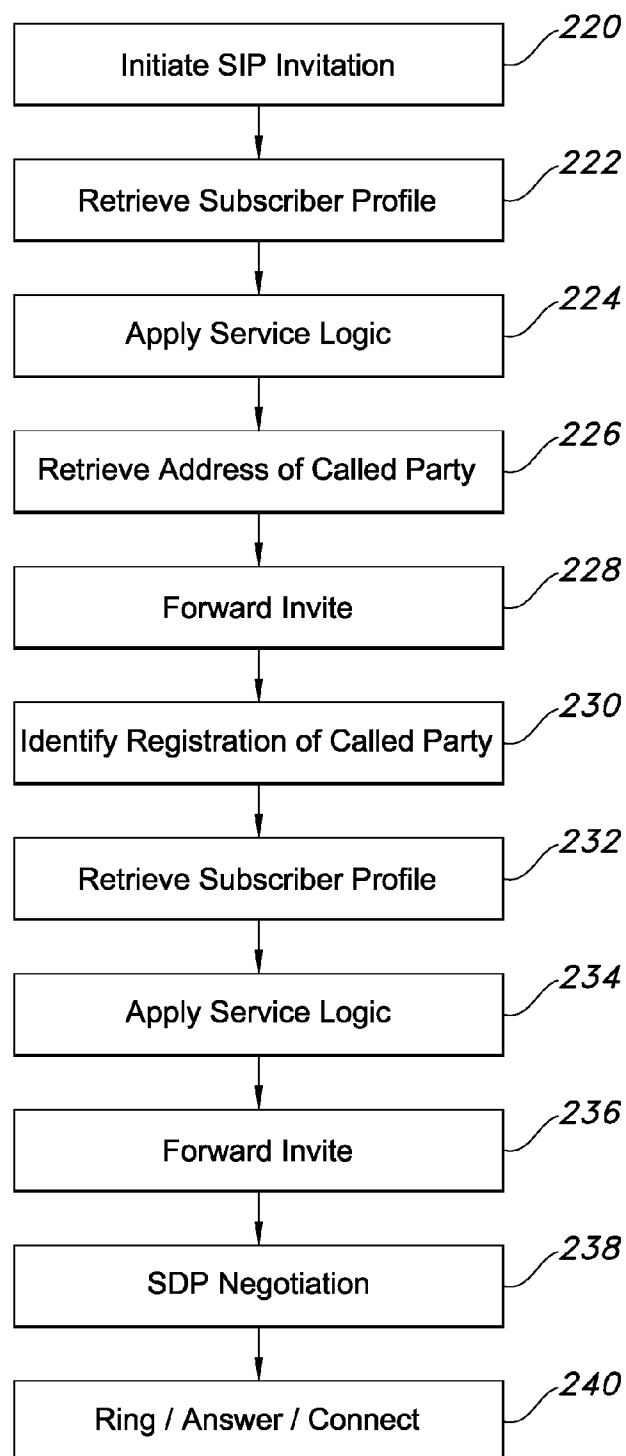 220
Initiate SIP Invitation
222
Retrieve Subscriber Profile
224
Apply Service Logic
226
Retrieve Address of Called Party
228
Forward Invite
230
Identify Registration of Called Party
232
Retrieve Subscriber Profile
234
Apply Service Logic
236
Forward Invite
238
SDP Negotiation
240
Ring / Answer / Connect